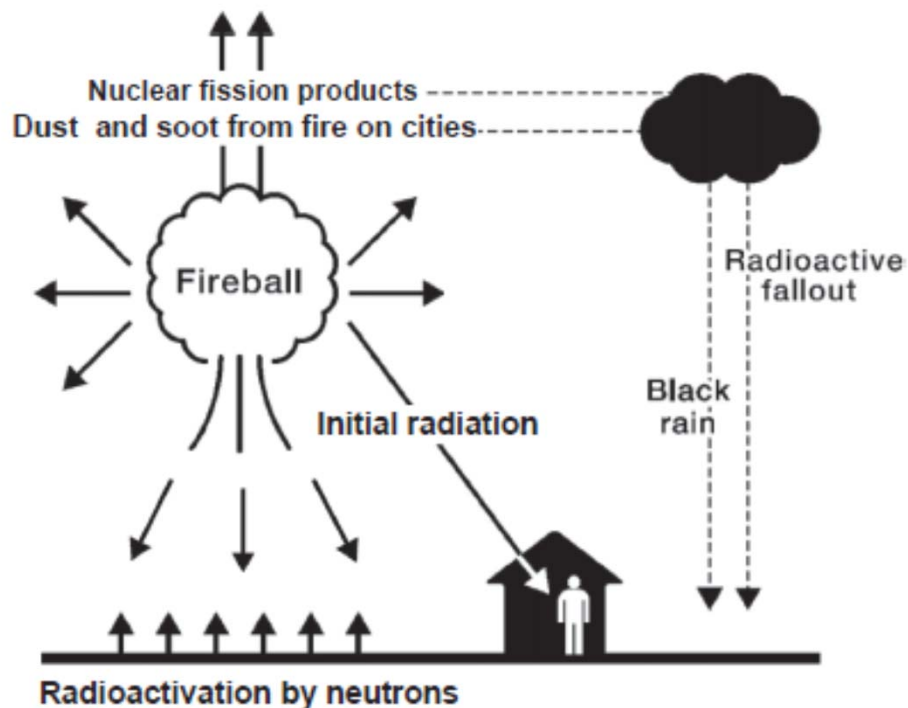 Nuclear fission products
Dust and soot from fire on cities
Fireball
Radioactive
fallout
Black
rain
Initial radiation
Radioactivation by neutrons